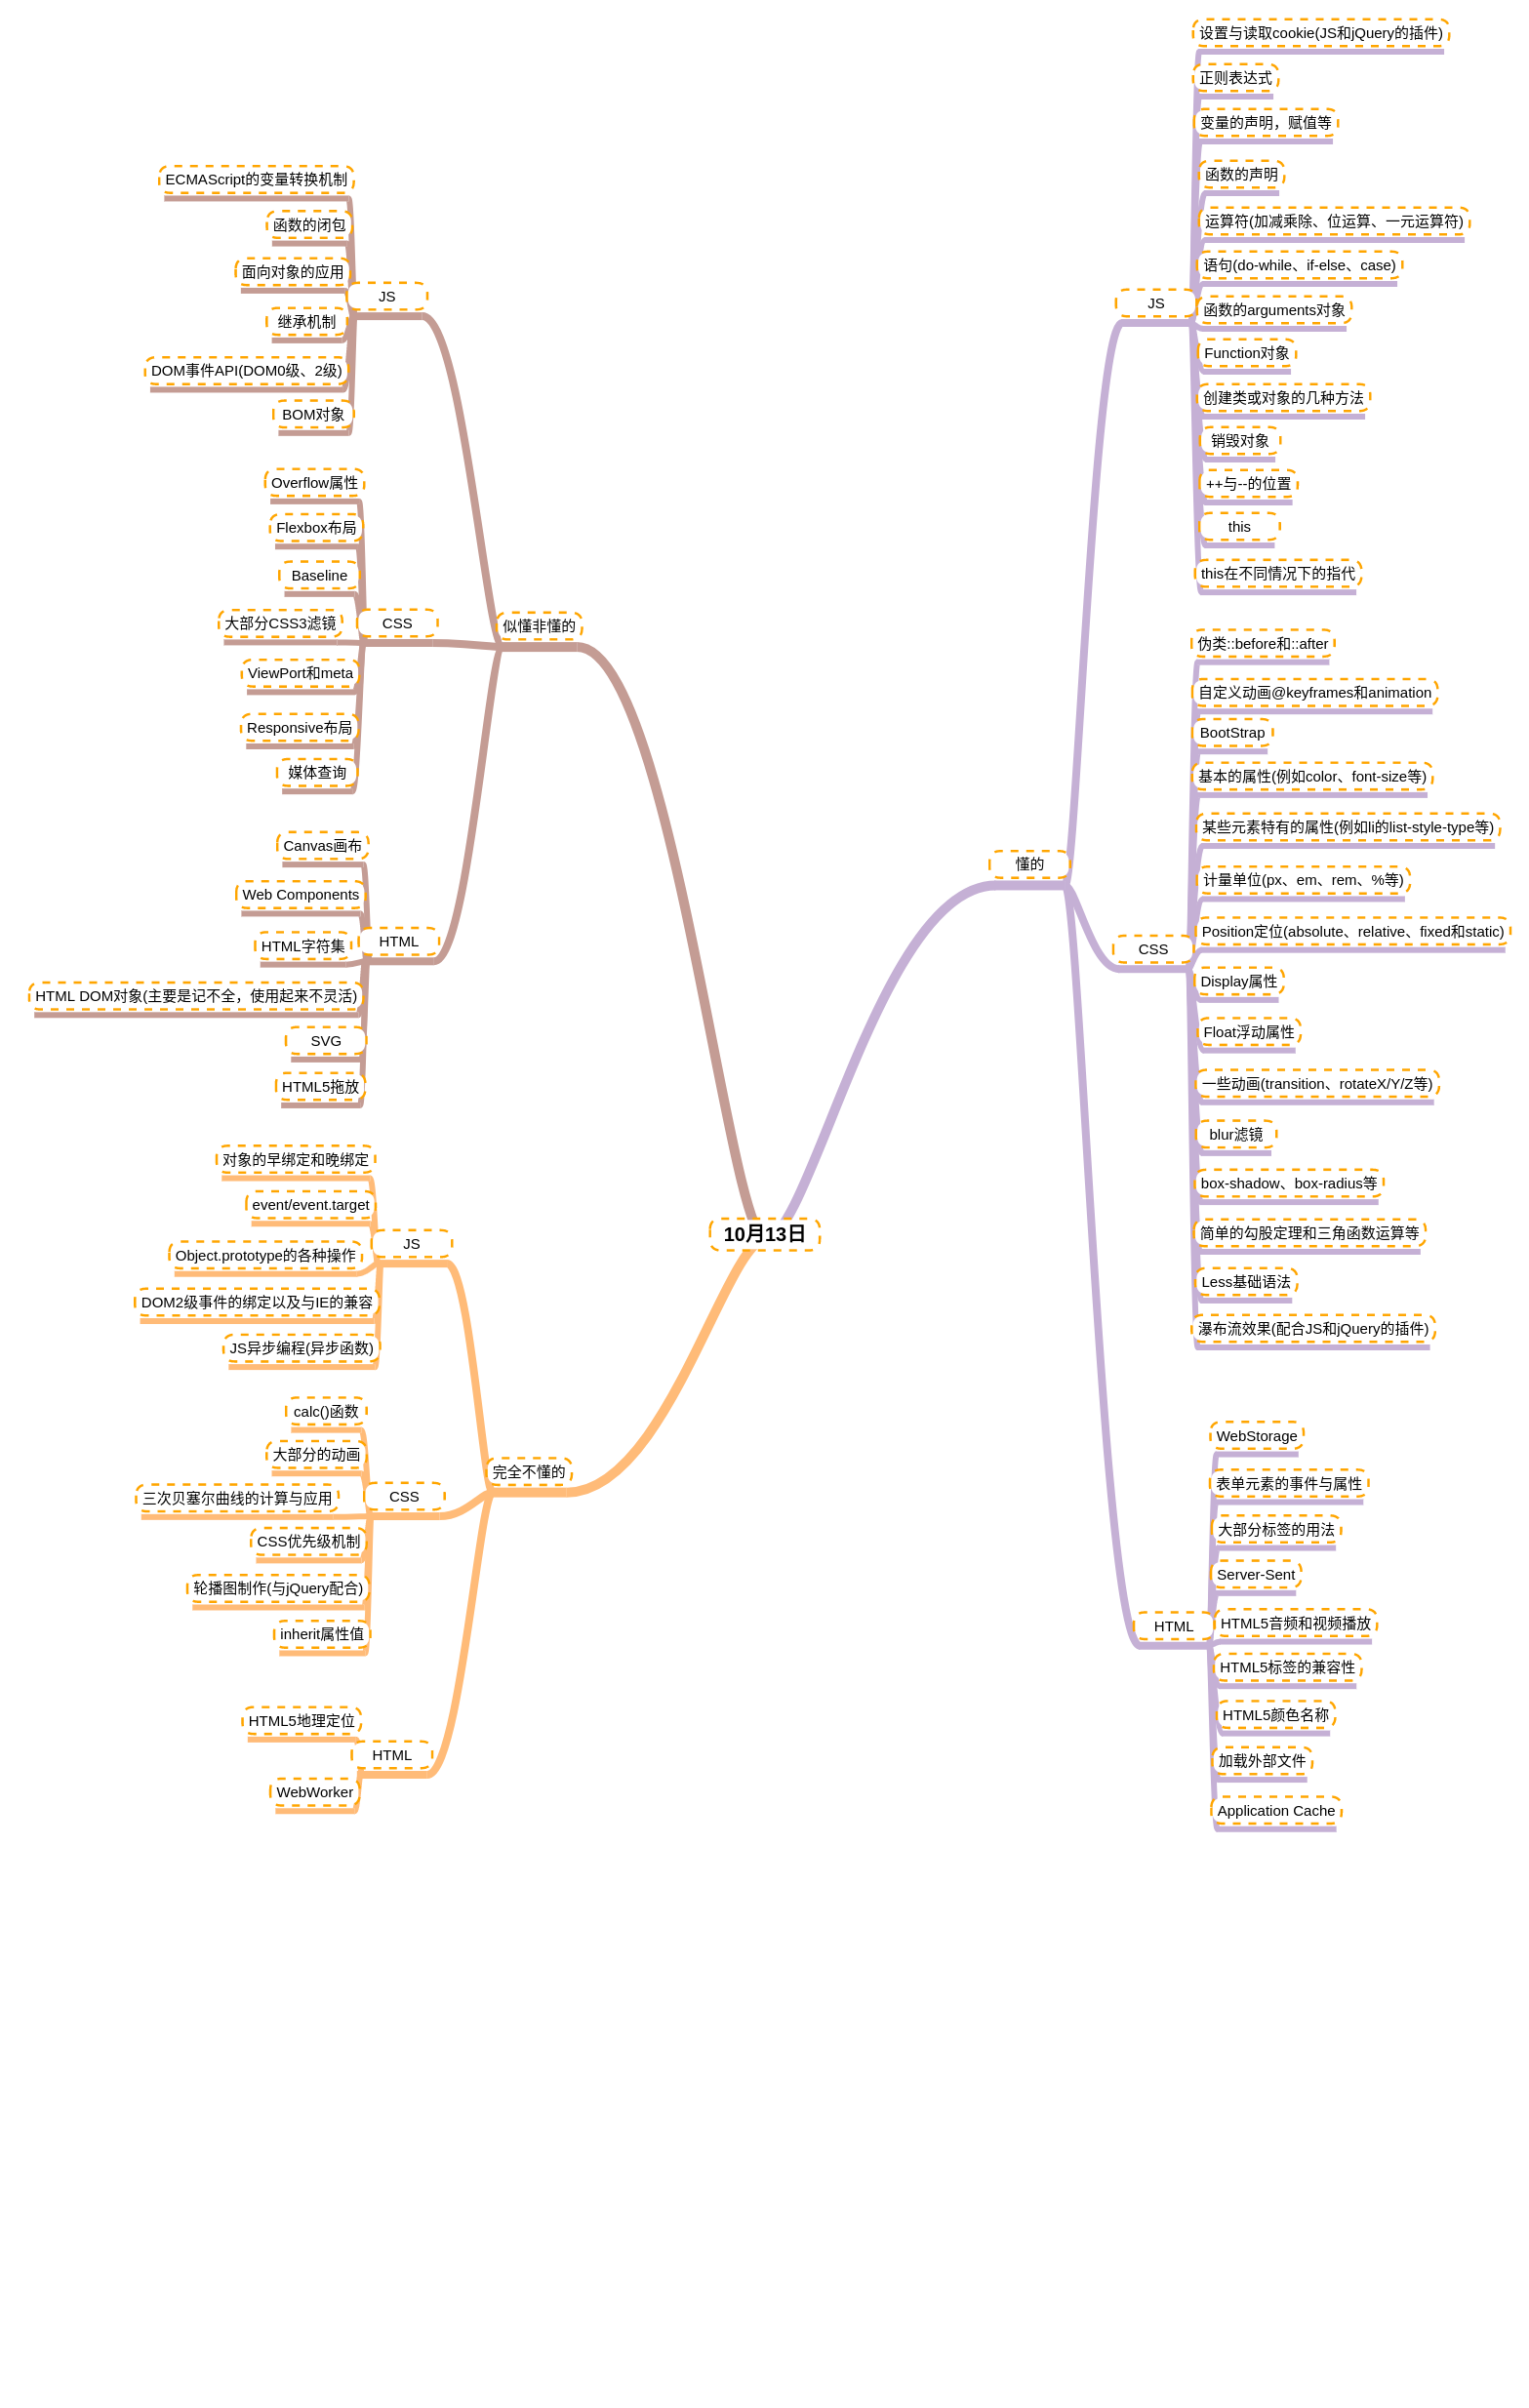 10月13日
懂的
JS
设置与读取cookie(JS和jQuery的插件)
正则表达式
变量的声明，赋值等
函数的声明
运算符(加减乘除、位运算、一元运算符)
语句(do-while、if-else、case)
函数的arguments对象
Function对象
创建类或对象的几种方法
销毁对象
++与--的位置
this
this在不同情况下的指代
CSS
伪类::before和::after
自定义动画@keyframes和animation
BootStrap
基本的属性(例如color、font-size等)
某些元素特有的属性(例如li的list-style-type等)
计量单位(px、em、rem、%等)
Position定位(absolute、relative、fixed和static)
Display属性
Float浮动属性
一些动画(transition、rotateX/Y/Z等)
blur滤镜
box-shadow、box-radius等
简单的勾股定理和三角函数运算等
Less基础语法
瀑布流效果(配合JS和jQuery的插件)
HTML
WebStorage
表单元素的事件与属性
大部分标签的用法
Server-Sent
HTML5音频和视频播放
HTML5标签的兼容性
HTML5颜色名称
加载外部文件
Application Cache
似懂非懂的
JS
ECMAScript的变量转换机制
函数的闭包
面向对象的应用
继承机制
DOM事件API(DOM0级、2级)
BOM对象
CSS
Overflow属性
Flexbox布局
Baseline
大部分CSS3滤镜
ViewPort和meta
Responsive布局
媒体查询
HTML
Canvas画布
Web Components
HTML字符集
HTML DOM对象(主要是记不全，使用起来不灵活)
SVG
HTML5拖放
完全不懂的
JS
对象的早绑定和晚绑定
event/event.target
Object.prototype的各种操作
DOM2级事件的绑定以及与IE的兼容
JS异步编程(异步函数)
CSS
calc()函数
大部分的动画
三次贝塞尔曲线的计算与应用
CSS优先级机制
轮播图制作(与jQuery配合)
inherit属性值
HTML
HTML5地理定位
WebWorker